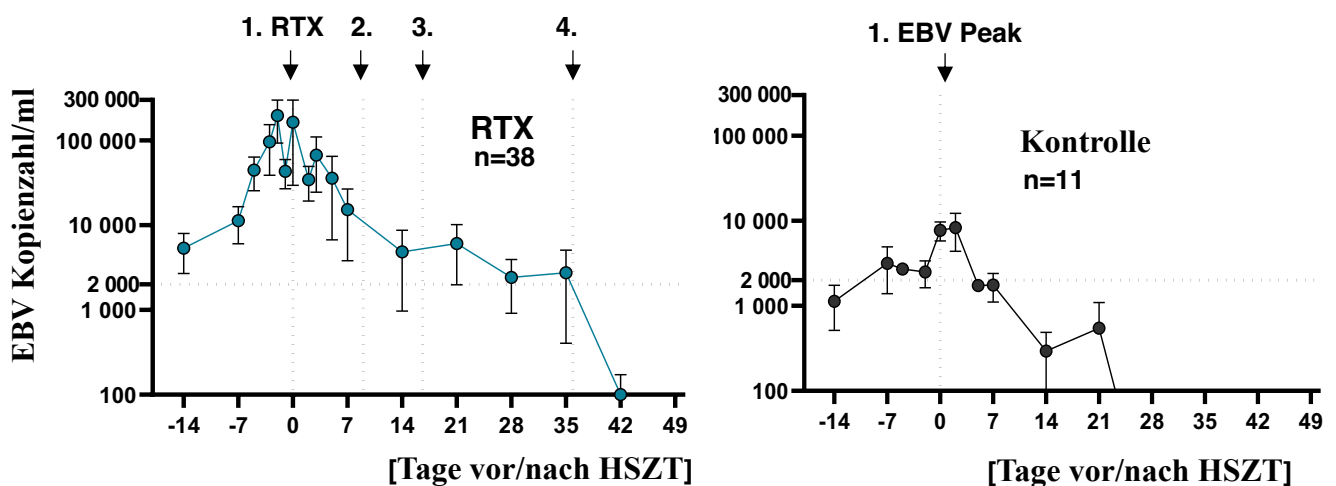 1. RTX 2. 3. 4.
EBV Kopienzahl/ml
300 000
100 000
10 000
2 000
1 000
100
RTX
n=38
-14 -7 0 7 14 21 28 35 42 49
[Tage vor/nach HSZT]
1. EBV Peak
300 000
100 000
10 000
2 000
1 000
100
Kontrolle
n=11
-14 -7 0 7 14 21 28 35 42 49
[Tage vor/nach HSZT]